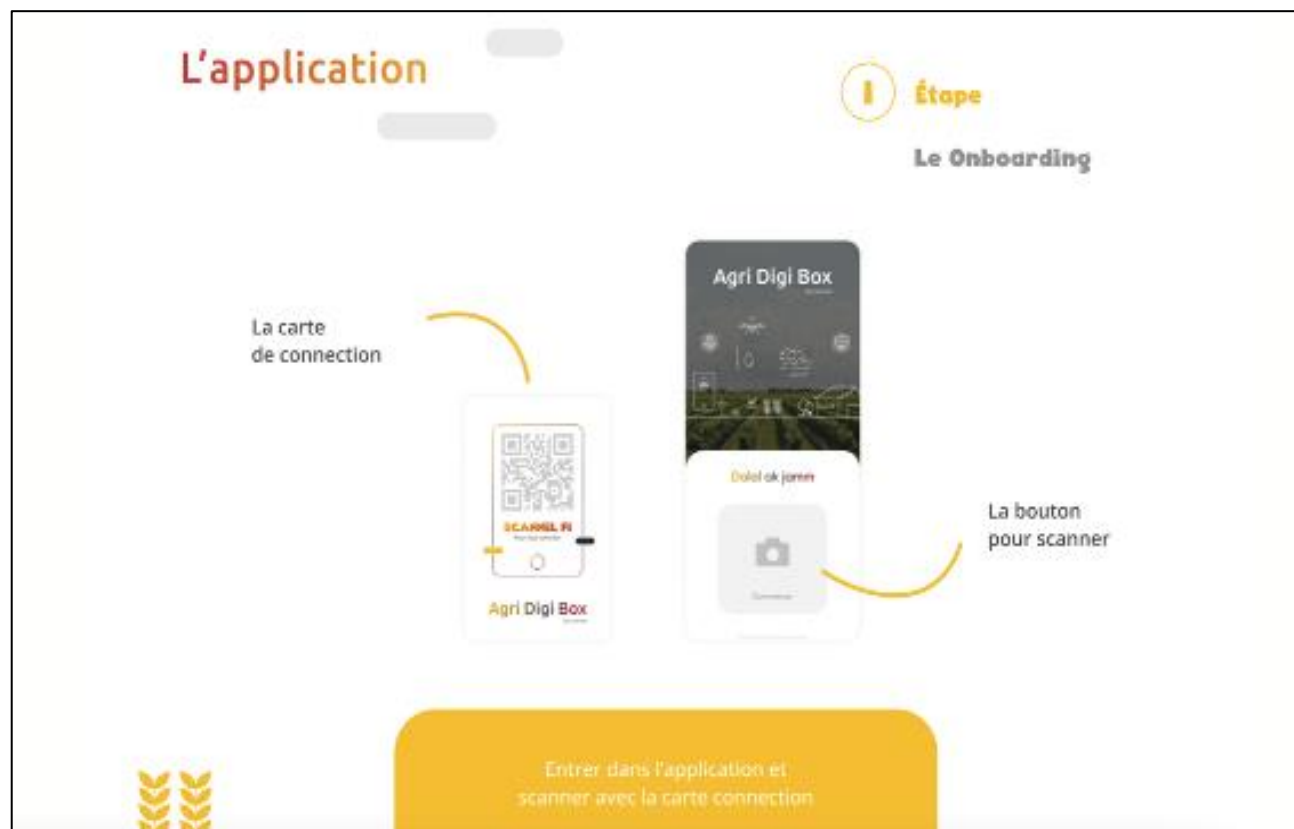 L'application
1 Étape
Le Onboarding
La carte
de connection
Agri Digi Box
Dalal ak jamm
SCANNEL FI
Agri Digi Box
La bouton
pour scanner
Entrer dans l'application et
scanner avec la carte connection